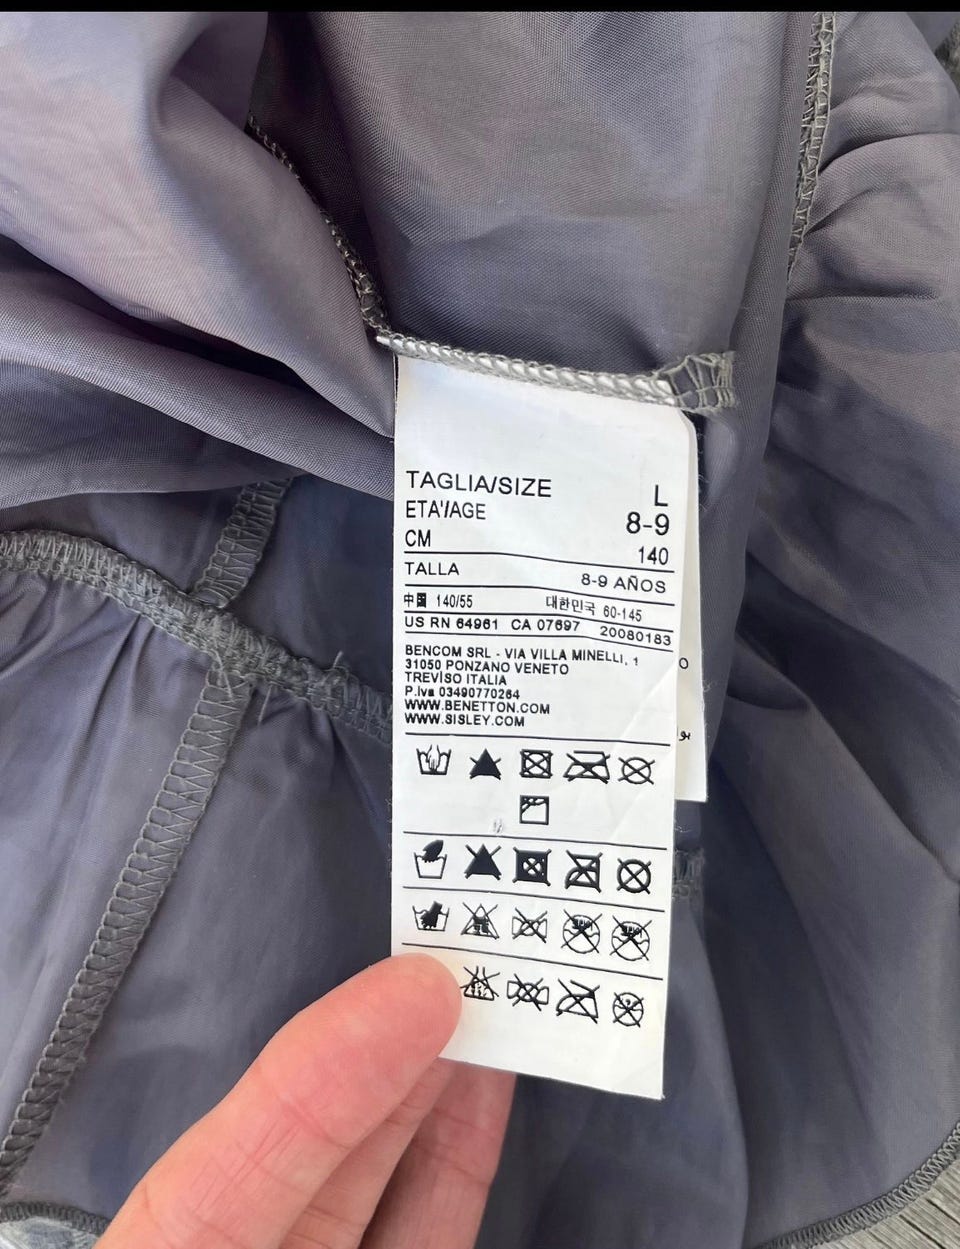 TAGLIA/SIZE L
ETA'/AGE 8-9
CM 140
TALLA 8-9 AÑOS
中国 140/55 대한민국 60-145
US RN 64961 CA 07697 20080183
BENCOM SRL - VIA VILLA MINELLI, 1
31050 PONZANO VENETO
TREVISO ITALIA
P.Iva 03490770264
WWW.BENETTON.COM
WWW.SISLEY.COM
O